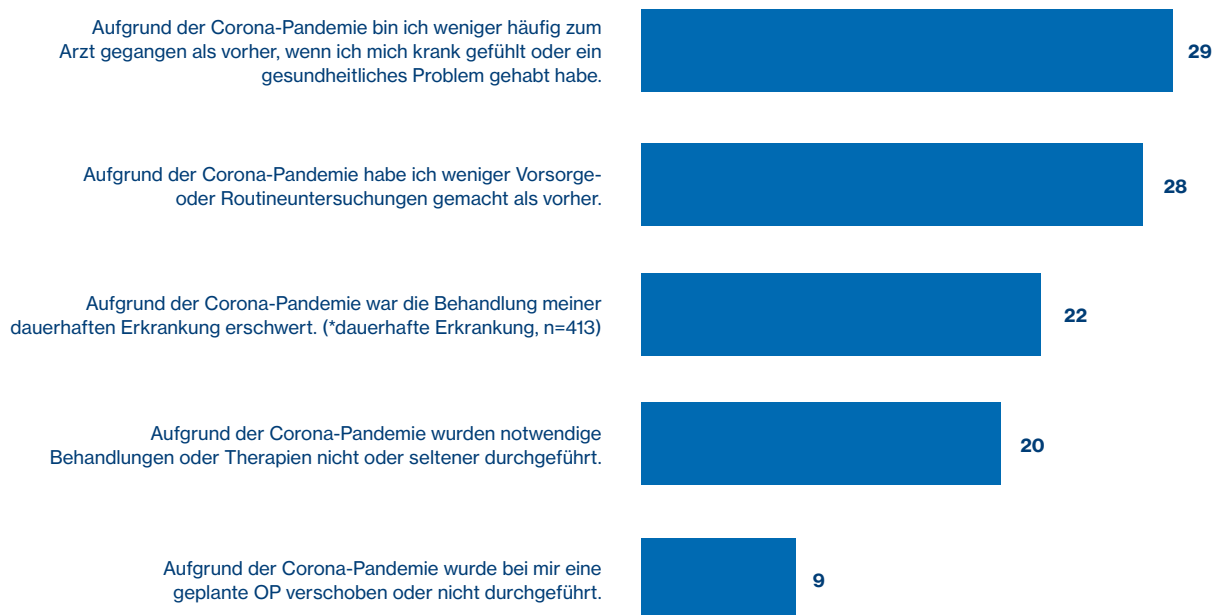 Aufgrund der Corona-Pandemie bin ich weniger häufig zum
Arzt gegangen als vorher, wenn ich mich krank gefühlt oder ein
gesundheitliches Problem gehabt habe.
29
Aufgrund der Corona-Pandemie habe ich weniger Vorsorge-
oder Routineuntersuchungen gemacht als vorher.
28
Aufgrund der Corona-Pandemie war die Behandlung meiner
dauerhaften Erkrankung erschwert. (*dauerhafte Erkrankung, n=413)
22
Aufgrund der Corona-Pandemie wurden notwendige
Behandlungen oder Therapien nicht oder seltener durchgeführt.
20
Aufgrund der Corona-Pandemie wurde bei mir eine
geplante OP verschoben oder nicht durchgeführt.
9